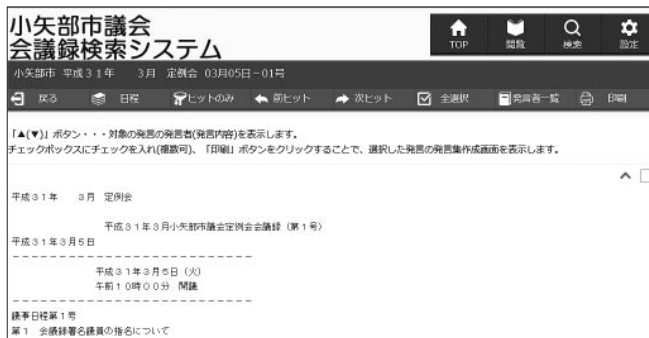 小矢部市議会
会議録検索システム
TOP 閲覧 検索 設定
小矢部市 平成31年 3月 定例会 03月05日-01号
戻る 日程 ヒットのみ 前ヒット 次ヒット 全選択 発言者一覧 印刷
「▲(▼)」ボタン・・・対象の発言の発言者(発言内容)を表示します。
チェックボックスにチェックを入れ(複数可)、「印刷」ボタンをクリックすることで、選択した発言の発言集作成画面を表示します。
平成31年 3月 定例会
平成31年3月小矢部市議会定例会会議録(第1号)
平成31年3月5日
---------------------------
平成31年3月5日(火)
午前10時00分 開議
---------------------------
議事日程第1号
第1 会議録署名議員の指名について